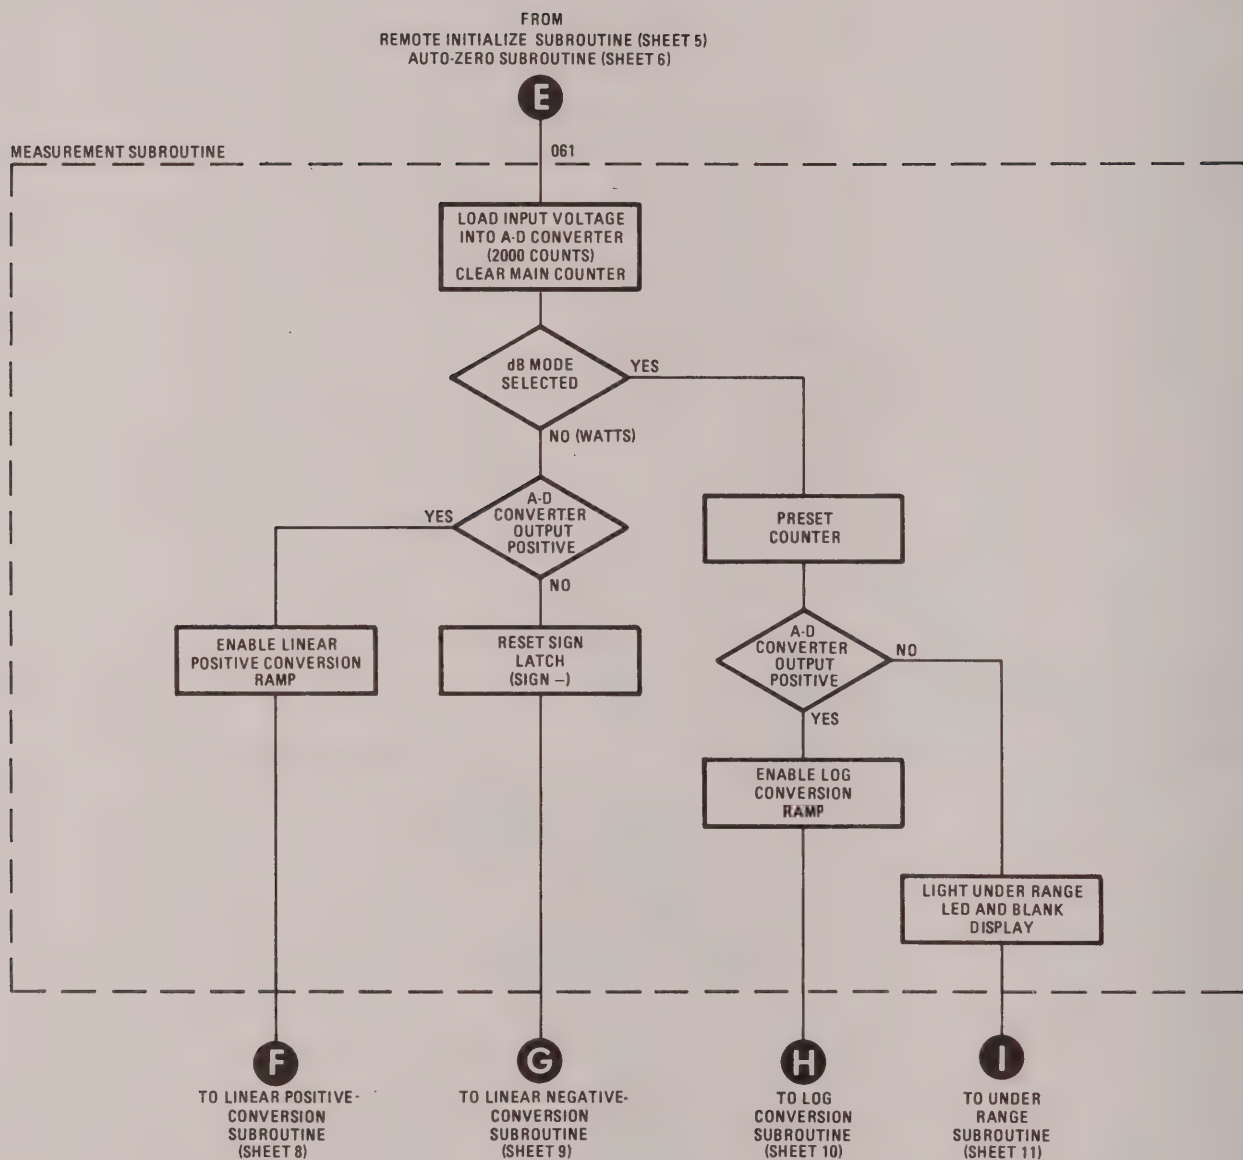 FROM
REMOTE INITIALIZE SUBROUTINE (SHEET 5)
AUTO-ZERO SUBROUTINE (SHEET 6)
E
MEASUREMENT SUBROUTINE
061
LOAD INPUT VOLTAGE
INTO A-D CONVERTER
(2000 COUNTS)
CLEAR MAIN COUNTER
dB MODE
SELECTED
YES
NO (WATTS)
A-D
CONVERTER
OUTPUT
POSITIVE
YES
NO
PRESET
COUNTER
ENABLE LINEAR
POSITIVE CONVERSION
RAMP
RESET SIGN
LATCH
(SIGN –)
A-D
CONVERTER
OUTPUT
POSITIVE
NO
YES
ENABLE LOG
CONVERSION
RAMP
LIGHT UNDER RANGE
LED AND BLANK
DISPLAY
F
TO LINEAR POSITIVE-
CONVERSION
SUBROUTINE
(SHEET 8)
G
TO LINEAR NEGATIVE-
CONVERSION
SUBROUTINE
(SHEET 9)
H
TO LOG
CONVERSION
SUBROUTINE
(SHEET 10)
I
TO UNDER
RANGE
SUBROUTINE
(SHEET 11)